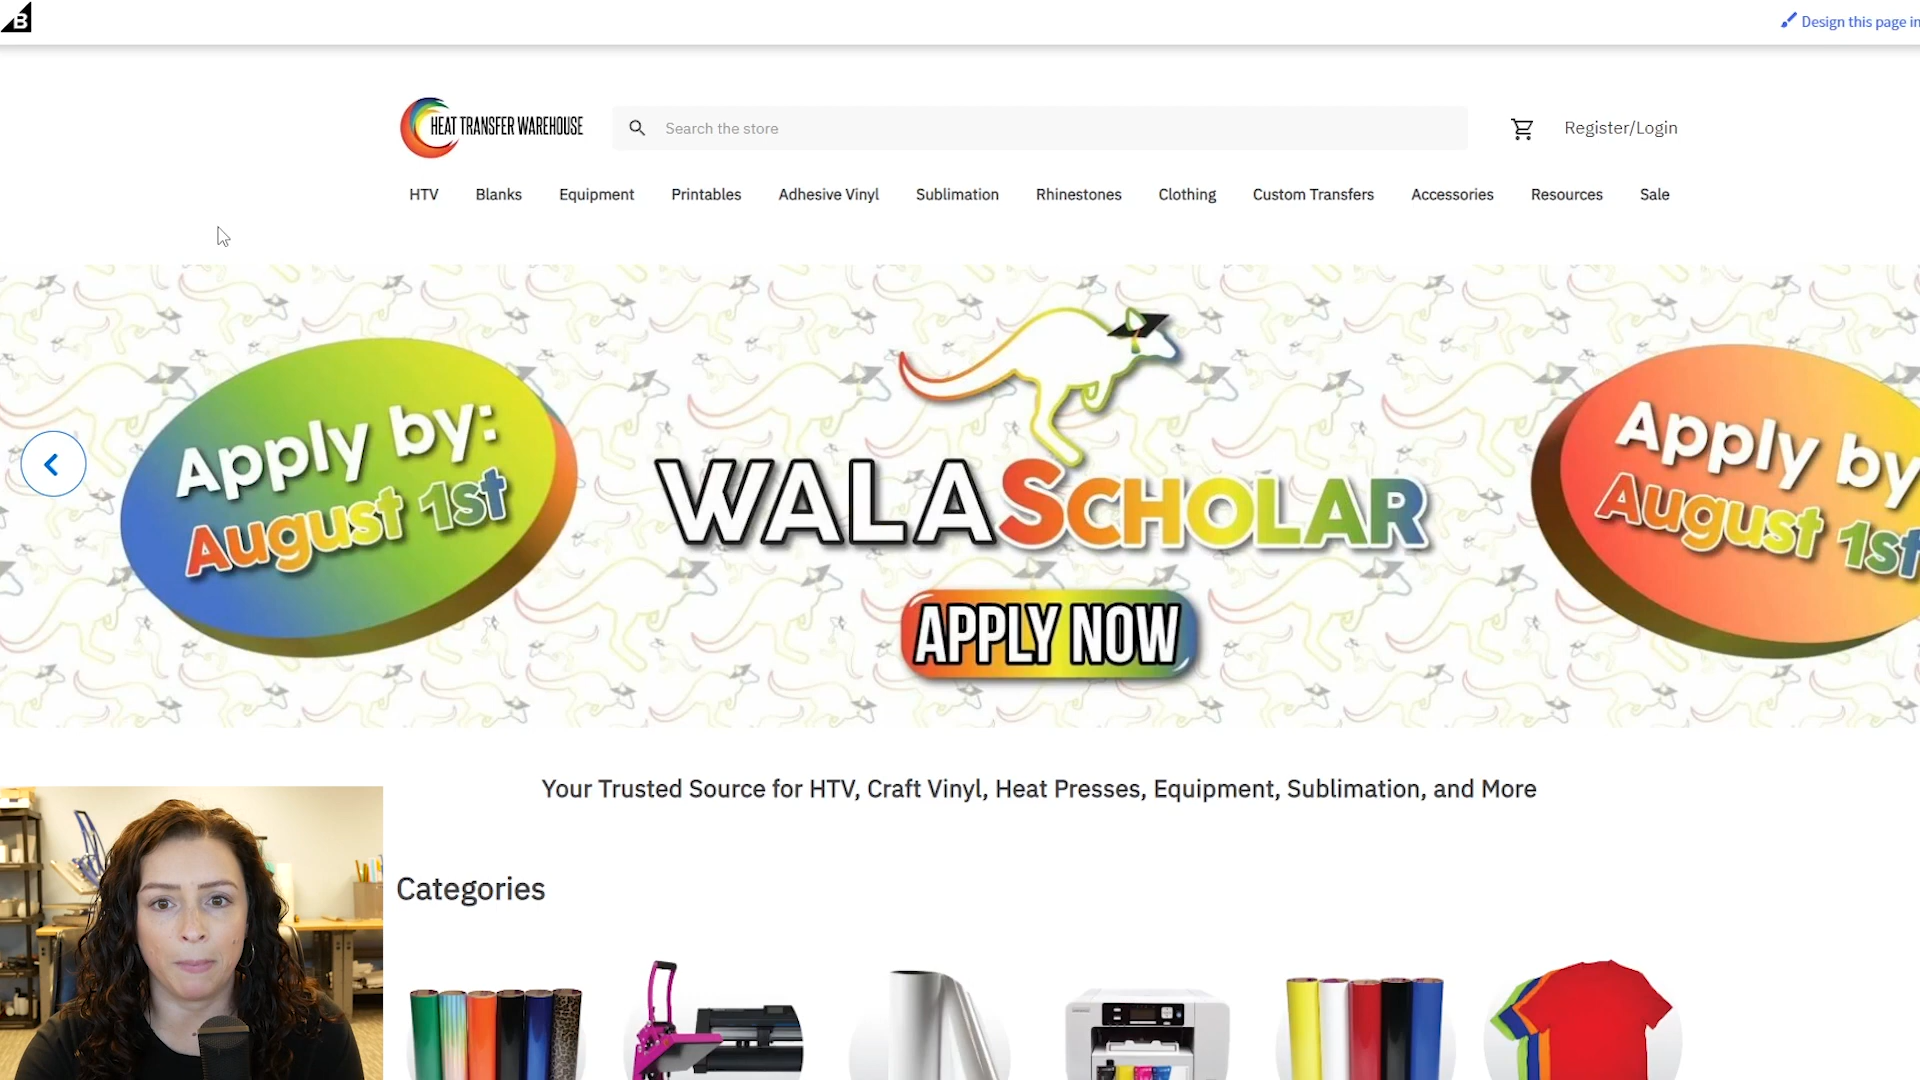 B
Design this page in
HEAT TRANSFER WAREHOUSE
Search the store
Register/Login
HTV Blanks Equipment Printables Adhesive Vinyl Sublimation Rhinestones Clothing Custom Transfers Accessories Resources Sale
Apply by:
August 1st
WALASCHOLAR
APPLY NOW
Apply by
August 1st
Your Trusted Source for HTV, Craft Vinyl, Heat Presses, Equipment, Sublimation, and More
Categories